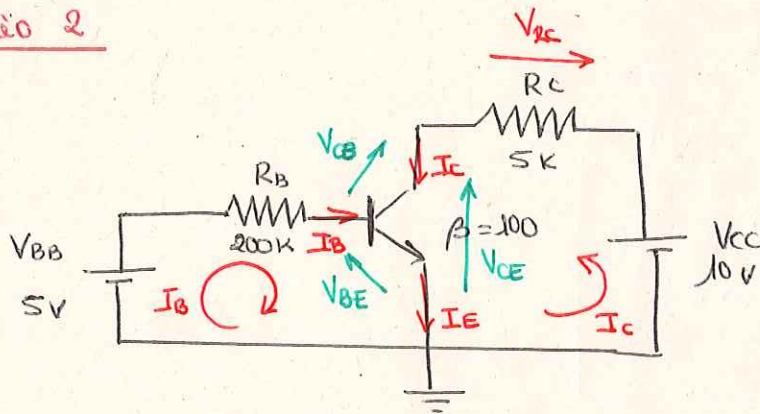 2
VRC
RC
5K
VCB
IC
RB
200K
IB
β=100
VCE
VBB
5V
IB
VBE
IE
IC
VCC
10V